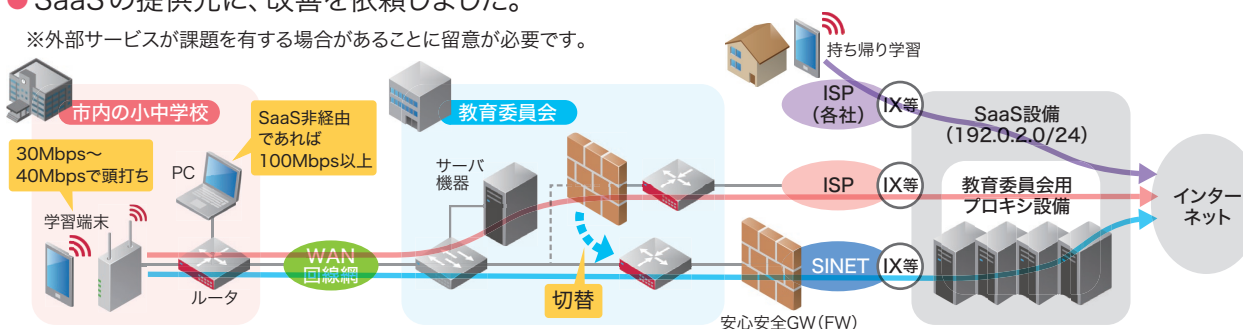 ●SaaSの提供元に、改善を依頼しました。
※外部サービスが課題を有する場合があることに留意が必要です。
持ち帰り学習
市内の小中学校
SaaS非経由
であれば
100Mbps以上
教育委員会
ISP
(各社)
IX等
SaaS設備
(192.0.2.0/24)
30Mbps〜
40Mbpsで頭打ち
PC
サーバ
機器
ISP
IX等
教育委員会用
プロキシ設備
インター
ネット
学習端末
WAN
回線網
SINET
IX等
ルータ
切替
安心安全GW(FW)